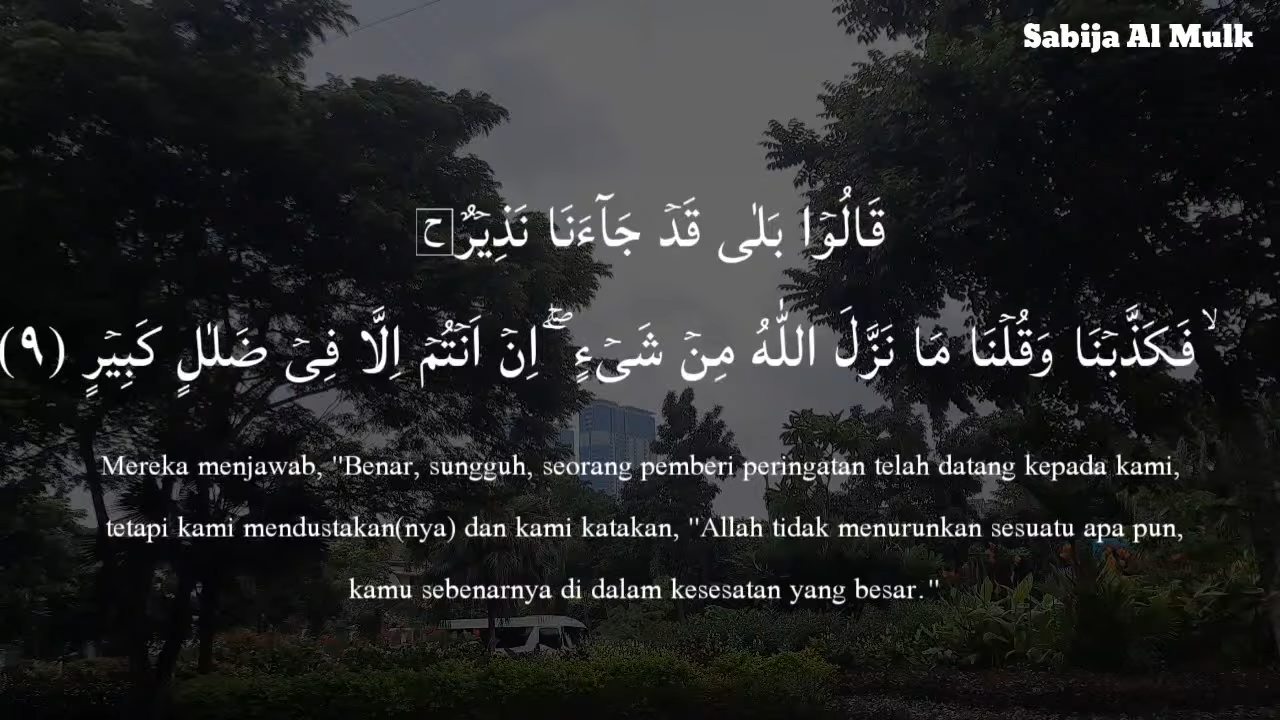 Sabija Al Mulk
قَالُوۡا بَلٰى قَدۡ جَآءَنَا نَذِيۡرٌ ۙ ح
ۙ فَكَذَّبۡنَا وَقُلۡنَا مَا نَزَّلَ اللّٰهُ مِنۡ شَىۡءٍ ۖۚ اِنۡ اَنۡتُمۡ اِلَّا فِىۡ ضَلٰلٍ كَبِيۡرٍ (٩)
Mereka menjawab, "Benar, sungguh, seorang pemberi peringatan telah datang kepada kami,
tetapi kami mendustakan(nya) dan kami katakan, "Allah tidak menurunkan sesuatu apa pun,
kamu sebenarnya di dalam kesesatan yang besar."